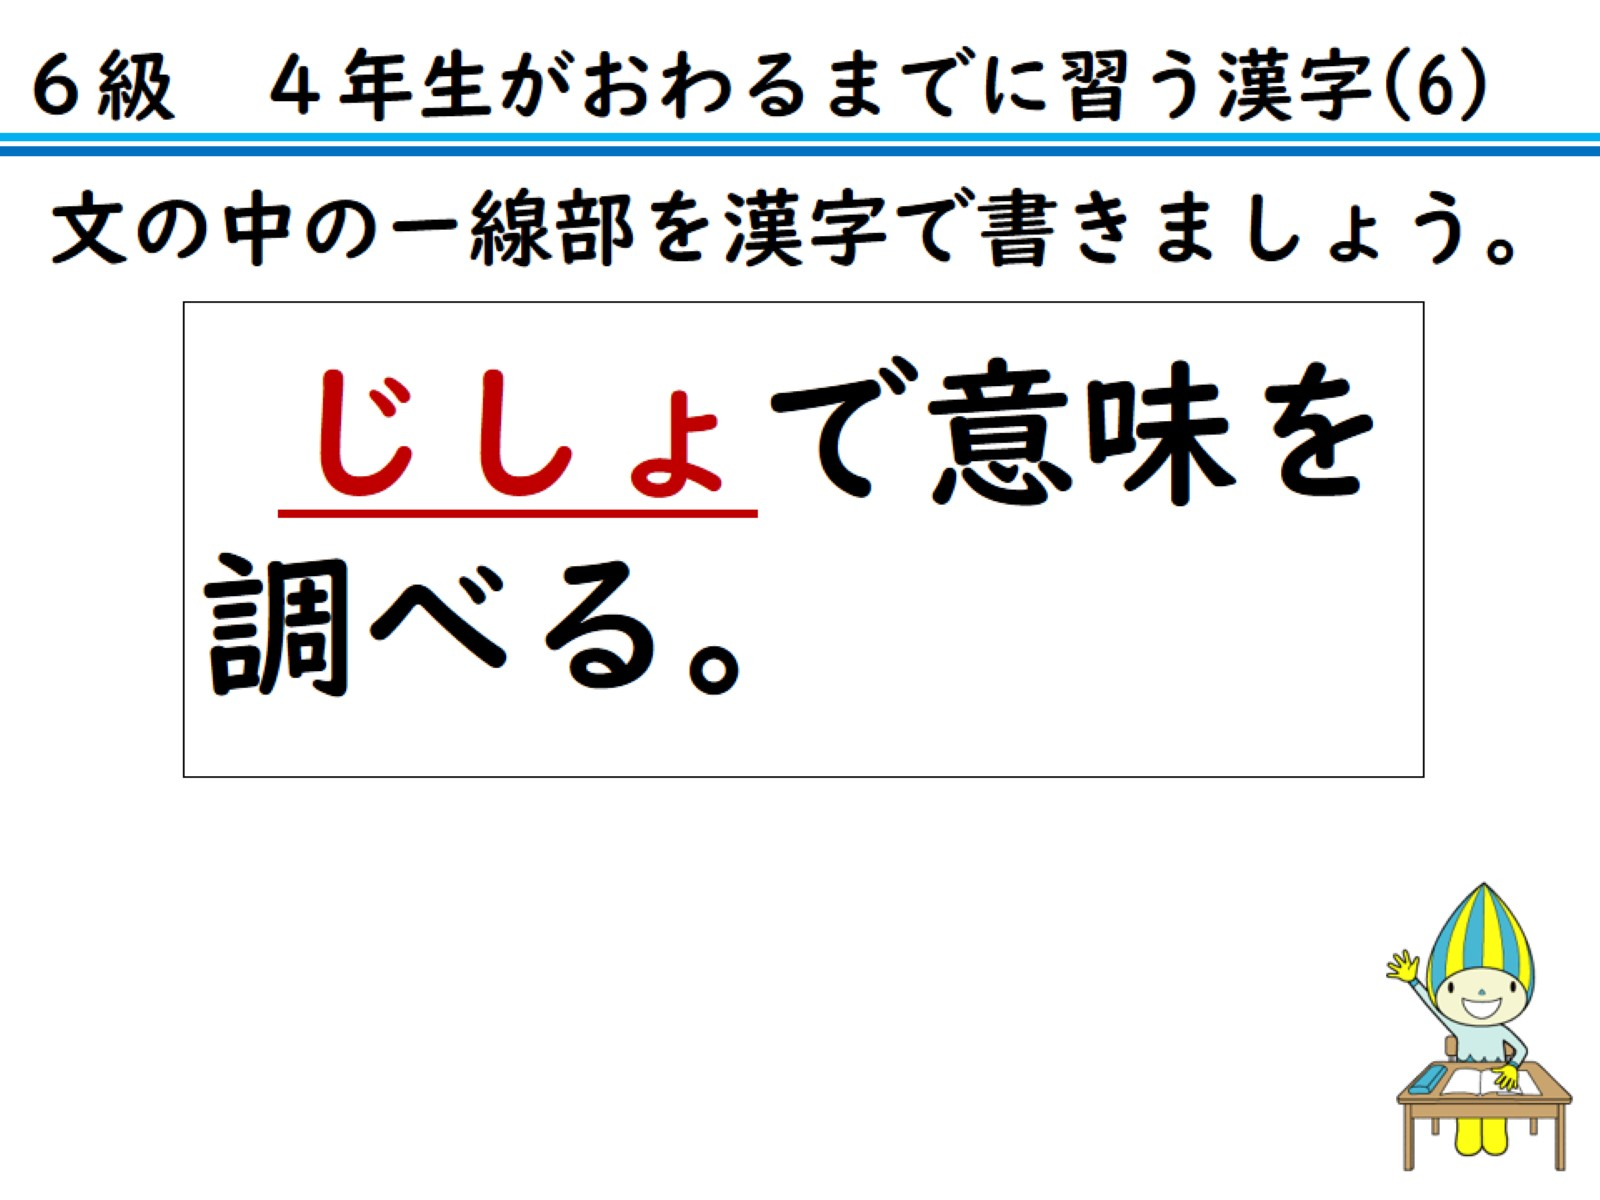 ６級　４年生がおわるまでに習う漢字(6)
文の中の一線部を漢字で書きましょう。
じしょで意味を
調べる。